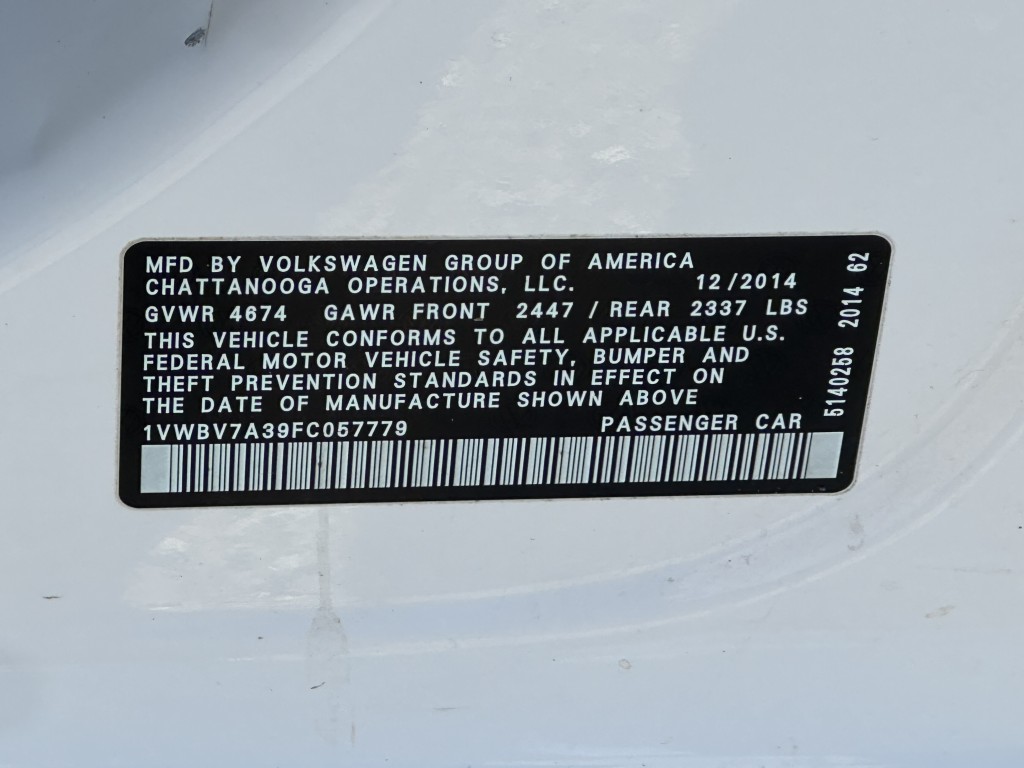 MFD BY VOLKSWAGEN GROUP OF AMERICA
CHATTANOOGA OPERATIONS, LLC. 12/2014
GVWR 4674 GAWR FRONT 2447 / REAR 2337 LBS
THIS VEHICLE CONFORMS TO ALL APPLICABLE U.S.
FEDERAL MOTOR VEHICLE SAFETY, BUMPER AND
THEFT PREVENTION STANDARDS IN EFFECT ON
THE DATE OF MANUFACTURE SHOWN ABOVE
1VWBV7A39FC057779 PASSENGER CAR
5140258 2014 62